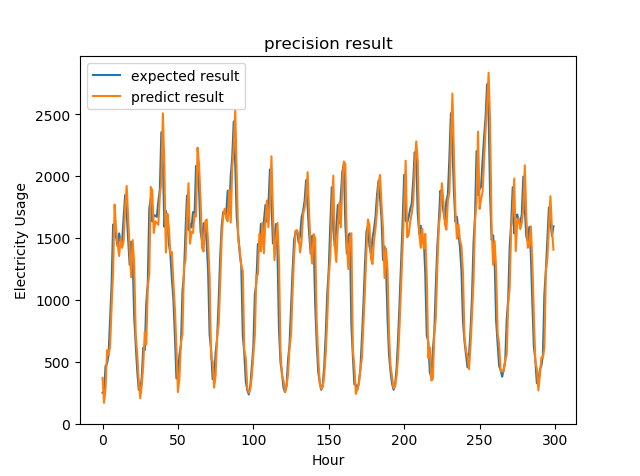 precision result
expected result
predict result
Electricity Usage
2500
2000
1500
1000
500
0
0 50 100 150 200 250 300
Hour